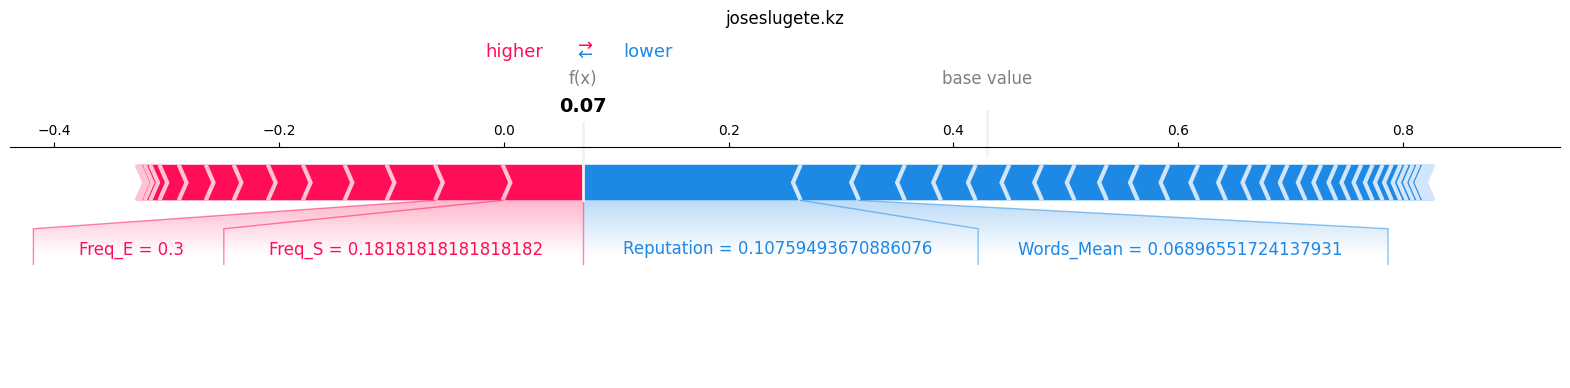 joseslugete.kz
higher ⇄ lower
f(x) base value
0.07
−0.4 −0.2 0.0 0.2 0.4 0.6 0.8
Freq_E = 0.3 Freq_S = 0.18181818181818182 Reputation = 0.10759493670886076 Words_Mean = 0.06896551724137931